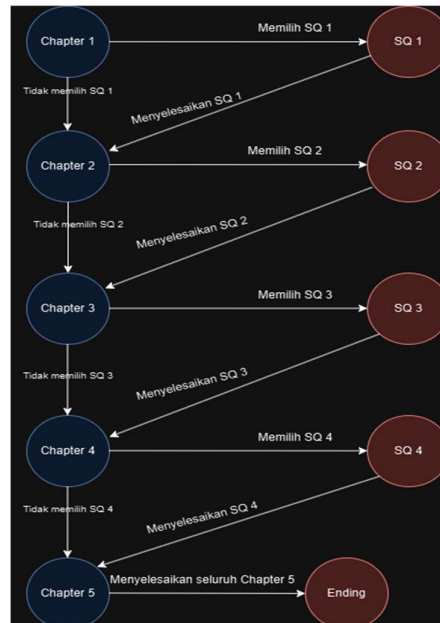 Chapter 1
Memilih SQ 1
SQ 1
Tidak memilih SQ 1
Menyelesaikan SQ 1
Chapter 2
Memilih SQ 2
SQ 2
Tidak memilih SQ 2
Menyelesaikan SQ 2
Chapter 3
Memilih SQ 3
SQ 3
Tidak memilih SQ 3
Menyelesaikan SQ 3
Chapter 4
Memilih SQ 4
SQ 4
Tidak memilih SQ 4
Menyelesaikan SQ 4
Chapter 5
Menyelesaikan seluruh Chapter 5
Ending